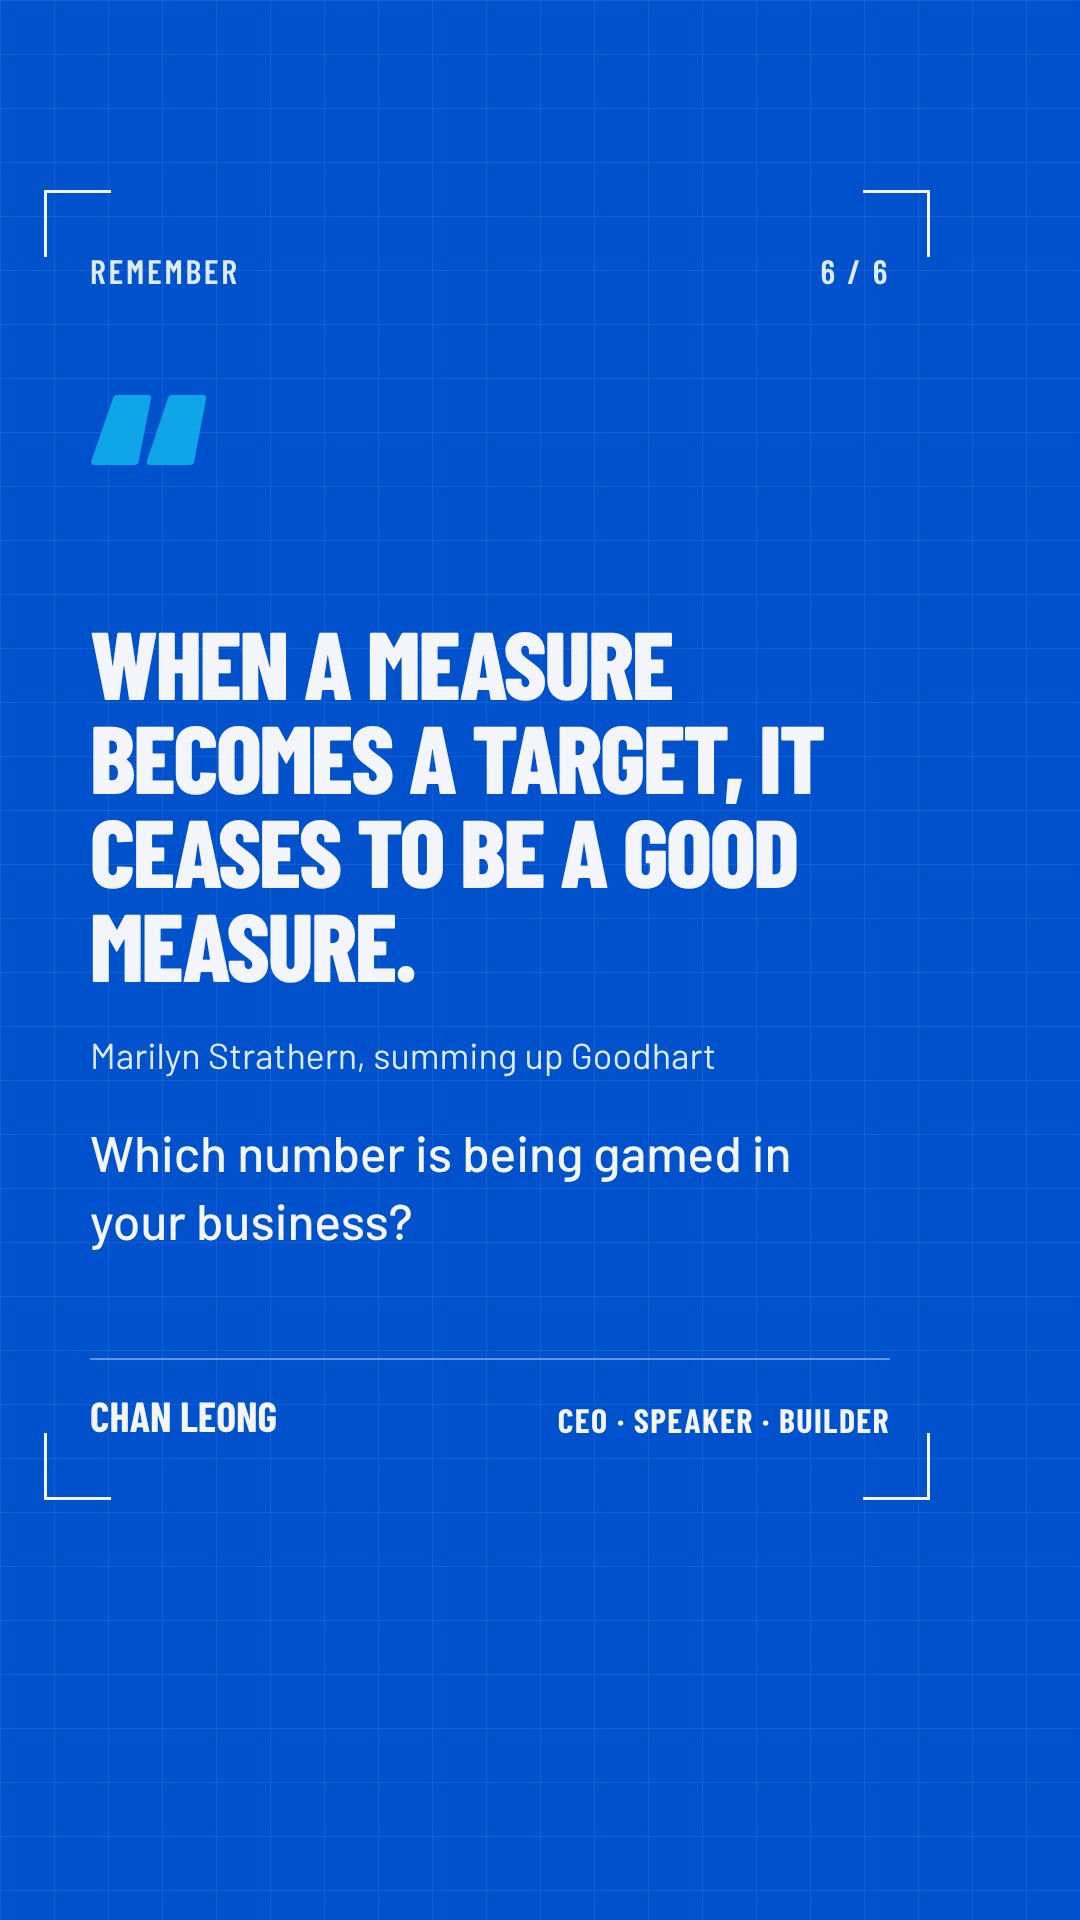 REMEMBER
6 / 6
WHEN A MEASURE
BECOMES A TARGET, IT
CEASES TO BE A GOOD
MEASURE.
Marilyn Strathern, summing up Goodhart
Which number is being gamed in
your business?
CHAN LEONG
CEO · SPEAKER · BUILDER